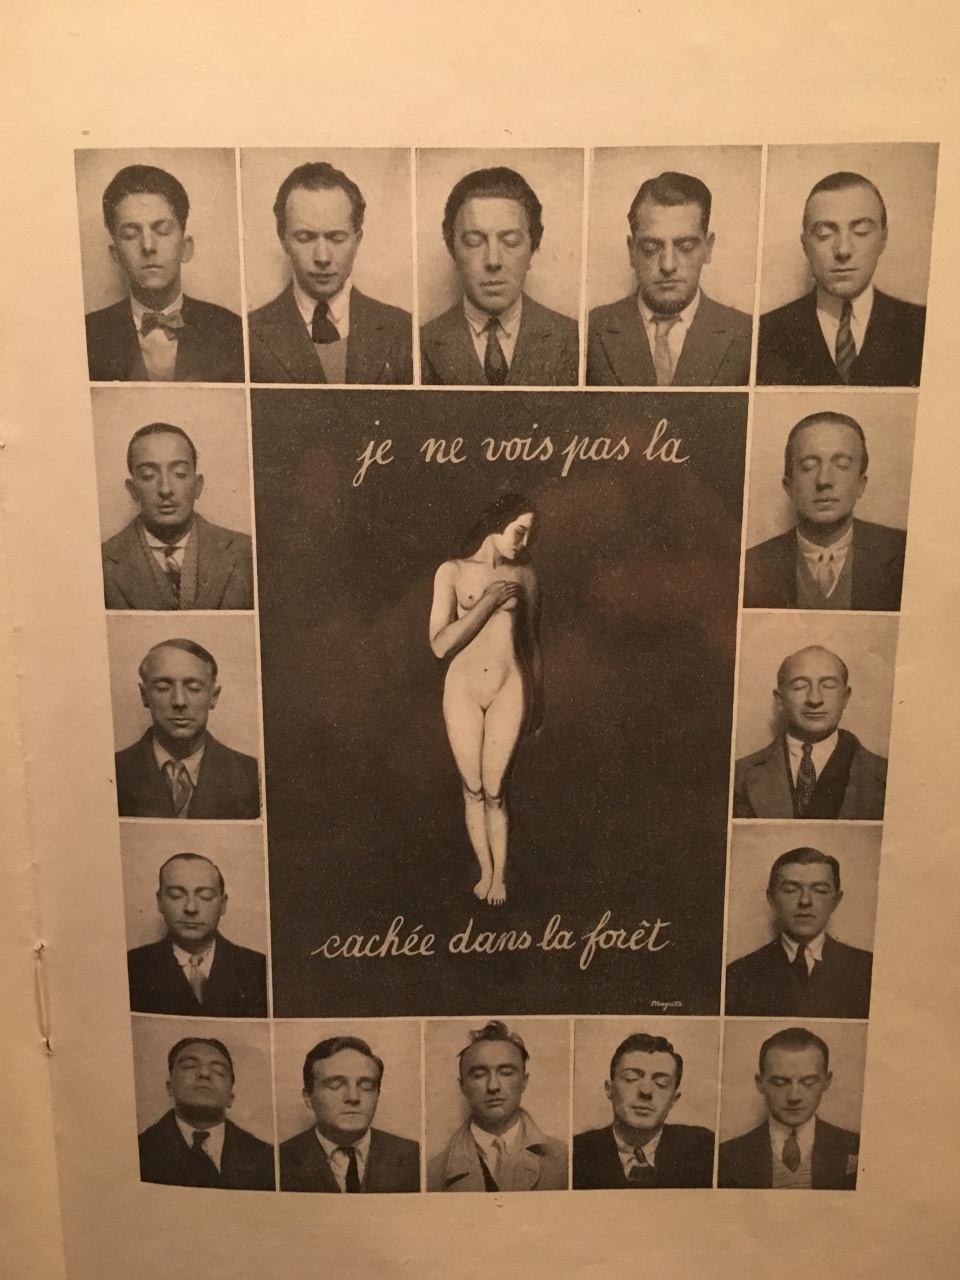 je ne vois pas la
cachée dans la forêt
Magritte